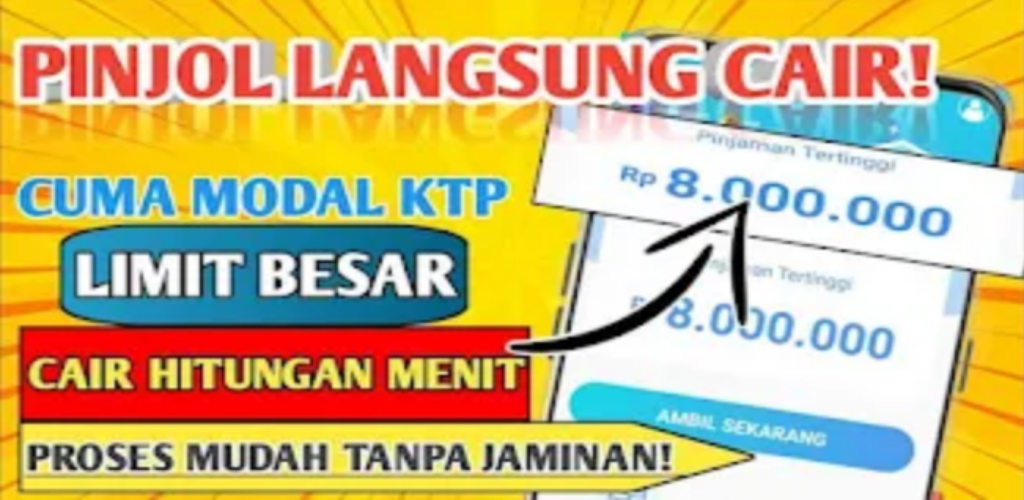 PINJOL LANGSUNG CAIR!
Pinjaman Tertinggi
Rp 8.000.000
CUMA MODAL KTP
LIMIT BESAR
Tertinggi
8.000.000
CAIR HITUNGAN MENIT
AMBIL SEKARANG
PROSES MUDAH TANPA JAMINAN!